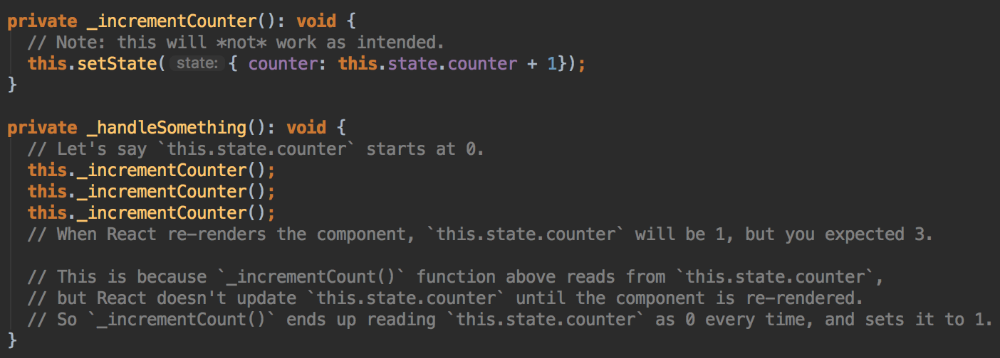 private _incrementCounter(): void {
  // Note: this will *not* work as intended.
  this.setState( state: { counter: this.state.counter + 1});
}

private _handleSomething(): void {
  // Let's say `this.state.counter` starts at 0.
  this._incrementCounter();
  this._incrementCounter();
  this._incrementCounter();
  // When React re-renders the component, `this.state.counter` will be 1, but you expected 3.

  // This is because `_incrementCount()` function above reads from `this.state.counter`,
  // but React doesn't update `this.state.counter` until the component is re-rendered.
  // So `_incrementCount()` ends up reading `this.state.counter` as 0 every time, and sets it to 1.
}